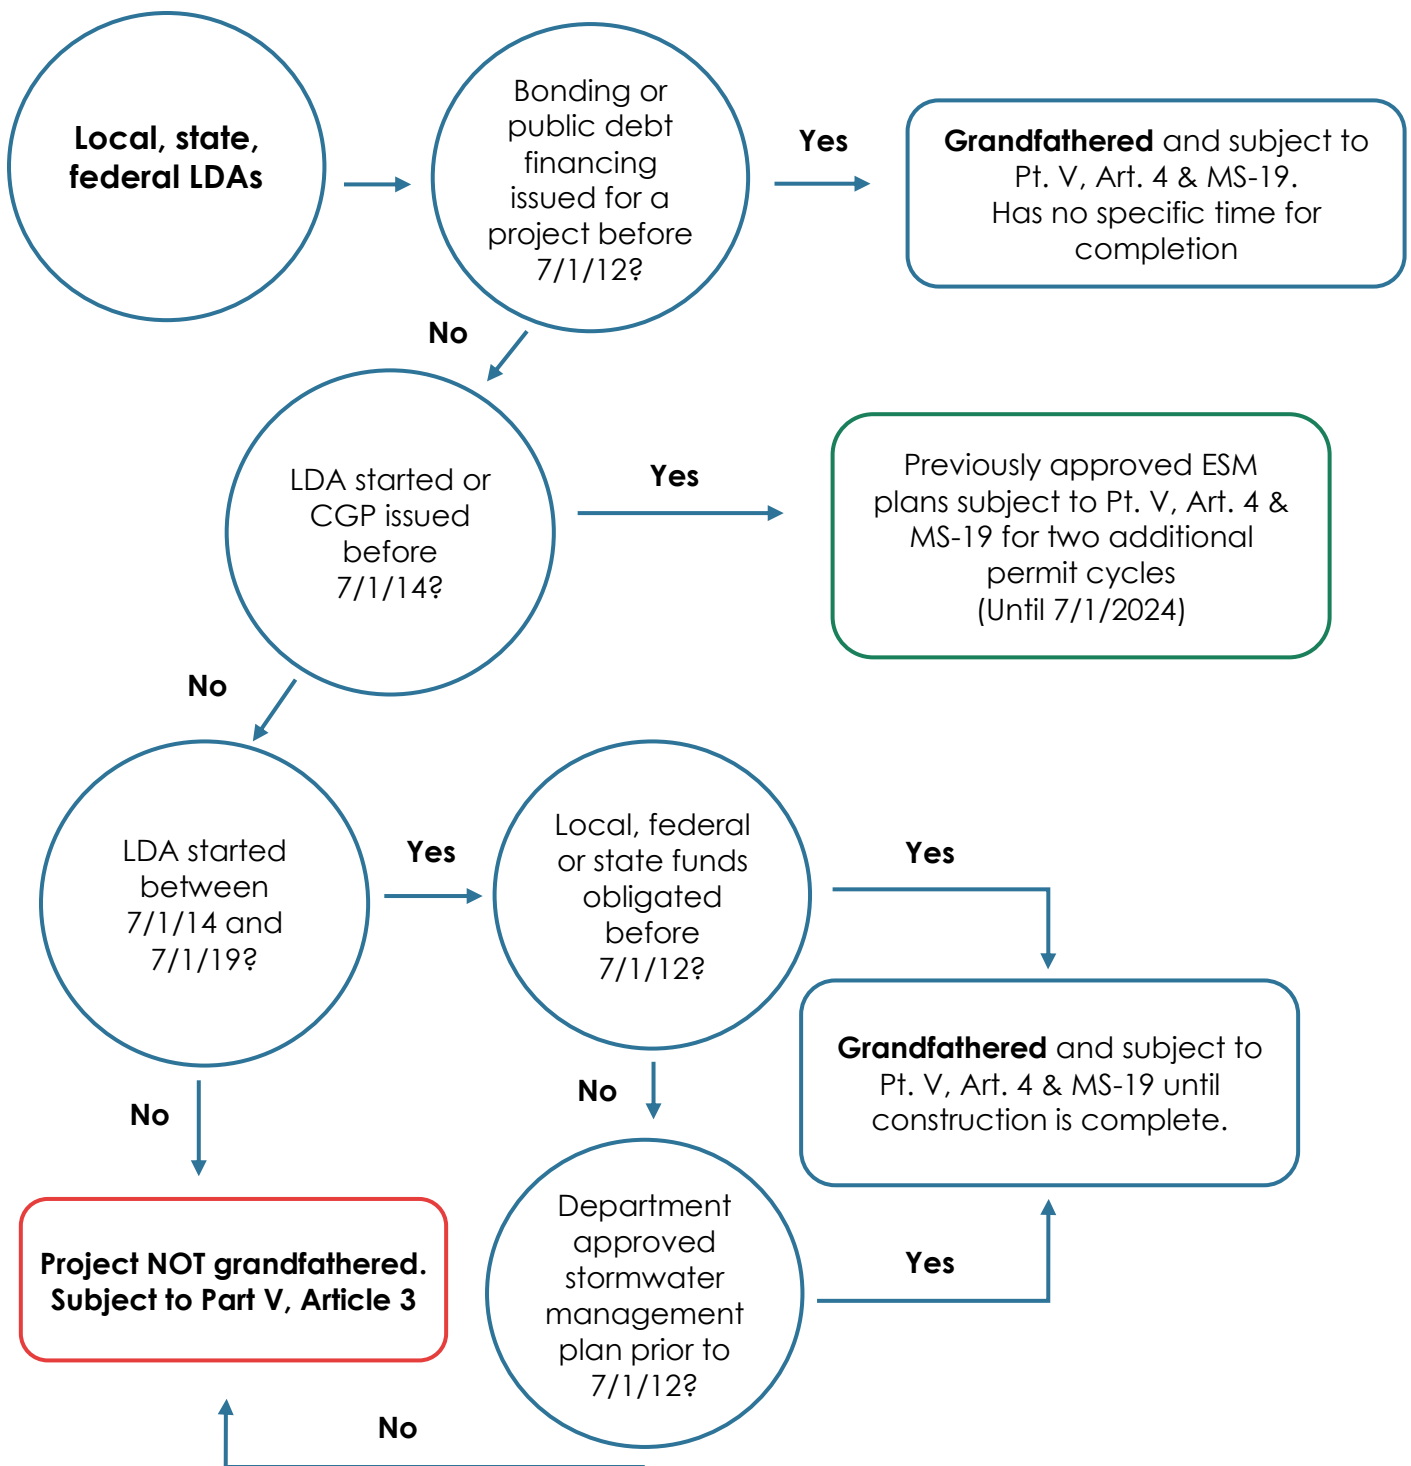 Local, state,
federal LDAs
Bonding or
public debt
financing
issued for a
project before
7/1/12?
Yes
Grandfathered and subject to
Pt. V, Art. 4 & MS-19.
Has no specific time for
completion
No
LDA started or
CGP issued
before
7/1/14?
Yes
Previously approved ESM
plans subject to Pt. V, Art. 4 &
MS-19 for two additional
permit cycles
(Until 7/1/2024)
No
LDA started
between
7/1/14 and
7/1/19?
Yes
Local, federal
or state funds
obligated
before
7/1/12?
Yes
Grandfathered and subject to
Pt. V, Art. 4 & MS-19 until
construction is complete.
No
No
Project NOT grandfathered.
Subject to Part V, Article 3
Department
approved
stormwater
management
plan prior to
7/1/12?
Yes
No